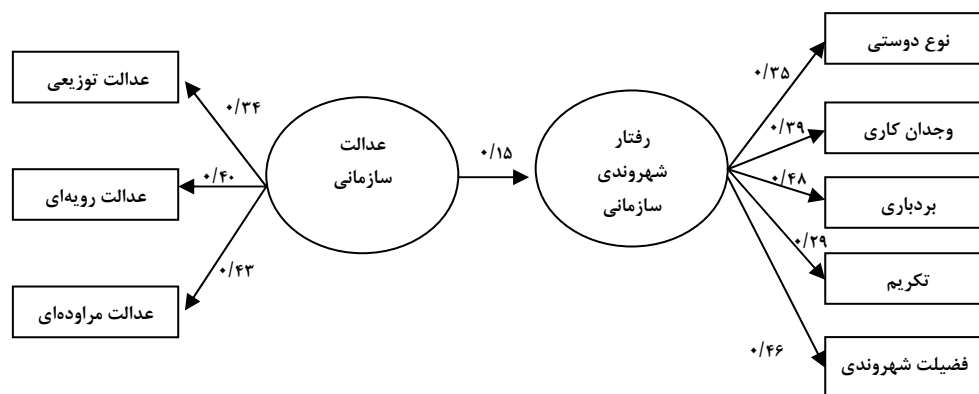 نوع دوستی
۰/۳۵
وجدان کاری
۰/۳۹
بردباری
۰/۴۸
تکریم
۰/۲۹
فضیلت شهروندی
۰/۴۶
رفتار
شهروندی
سازمانی
۰/۱۵
عدالت
سازمانی
۰/۳۴
عدالت توزیعی
۰/۴۰
عدالت رویه‌ای
۰/۴۳
عدالت مراوده‌ای